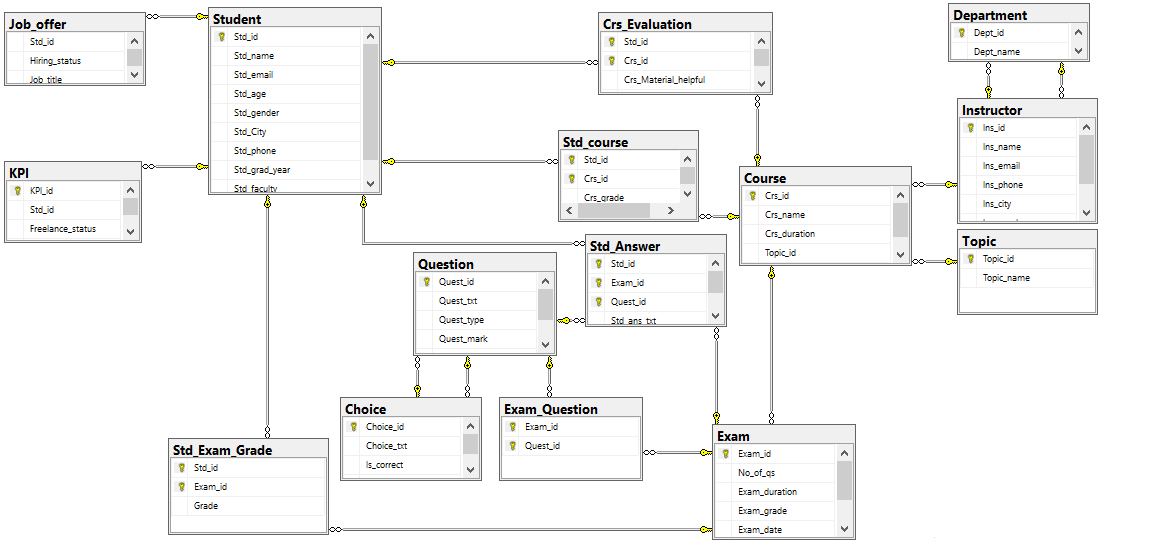 Job_offer
Std_id
Hiring_status
Job_title
Student
Std_id
Std_name
Std_email
Std_age
Std_gender
Std_City
Std_phone
Std_grad_year
Std_faculty
Crs_Evaluation
Std_id
Crs_id
Crs_Material_helpful
Department
Dept_id
Dept_name
Instructor
Ins_id
Ins_name
Ins_email
Ins_phone
Ins_city
Std_course
Std_id
Crs_id
Crs_grade
KPI
KPI_id
Std_id
Freelance_status
Course
Crs_id
Crs_name
Crs_duration
Topic_id
Topic
Topic_id
Topic_name
Std_Answer
Std_id
Exam_id
Quest_id
Std_ans_txt
Question
Quest_id
Quest_txt
Quest_type
Quest_mark
Choice
Choice_id
Choice_txt
Is_correct
Exam_Question
Exam_id
Quest_id
Std_Exam_Grade
Std_id
Exam_id
Grade
Exam
Exam_id
No_of_qs
Exam_duration
Exam_grade
Exam_date